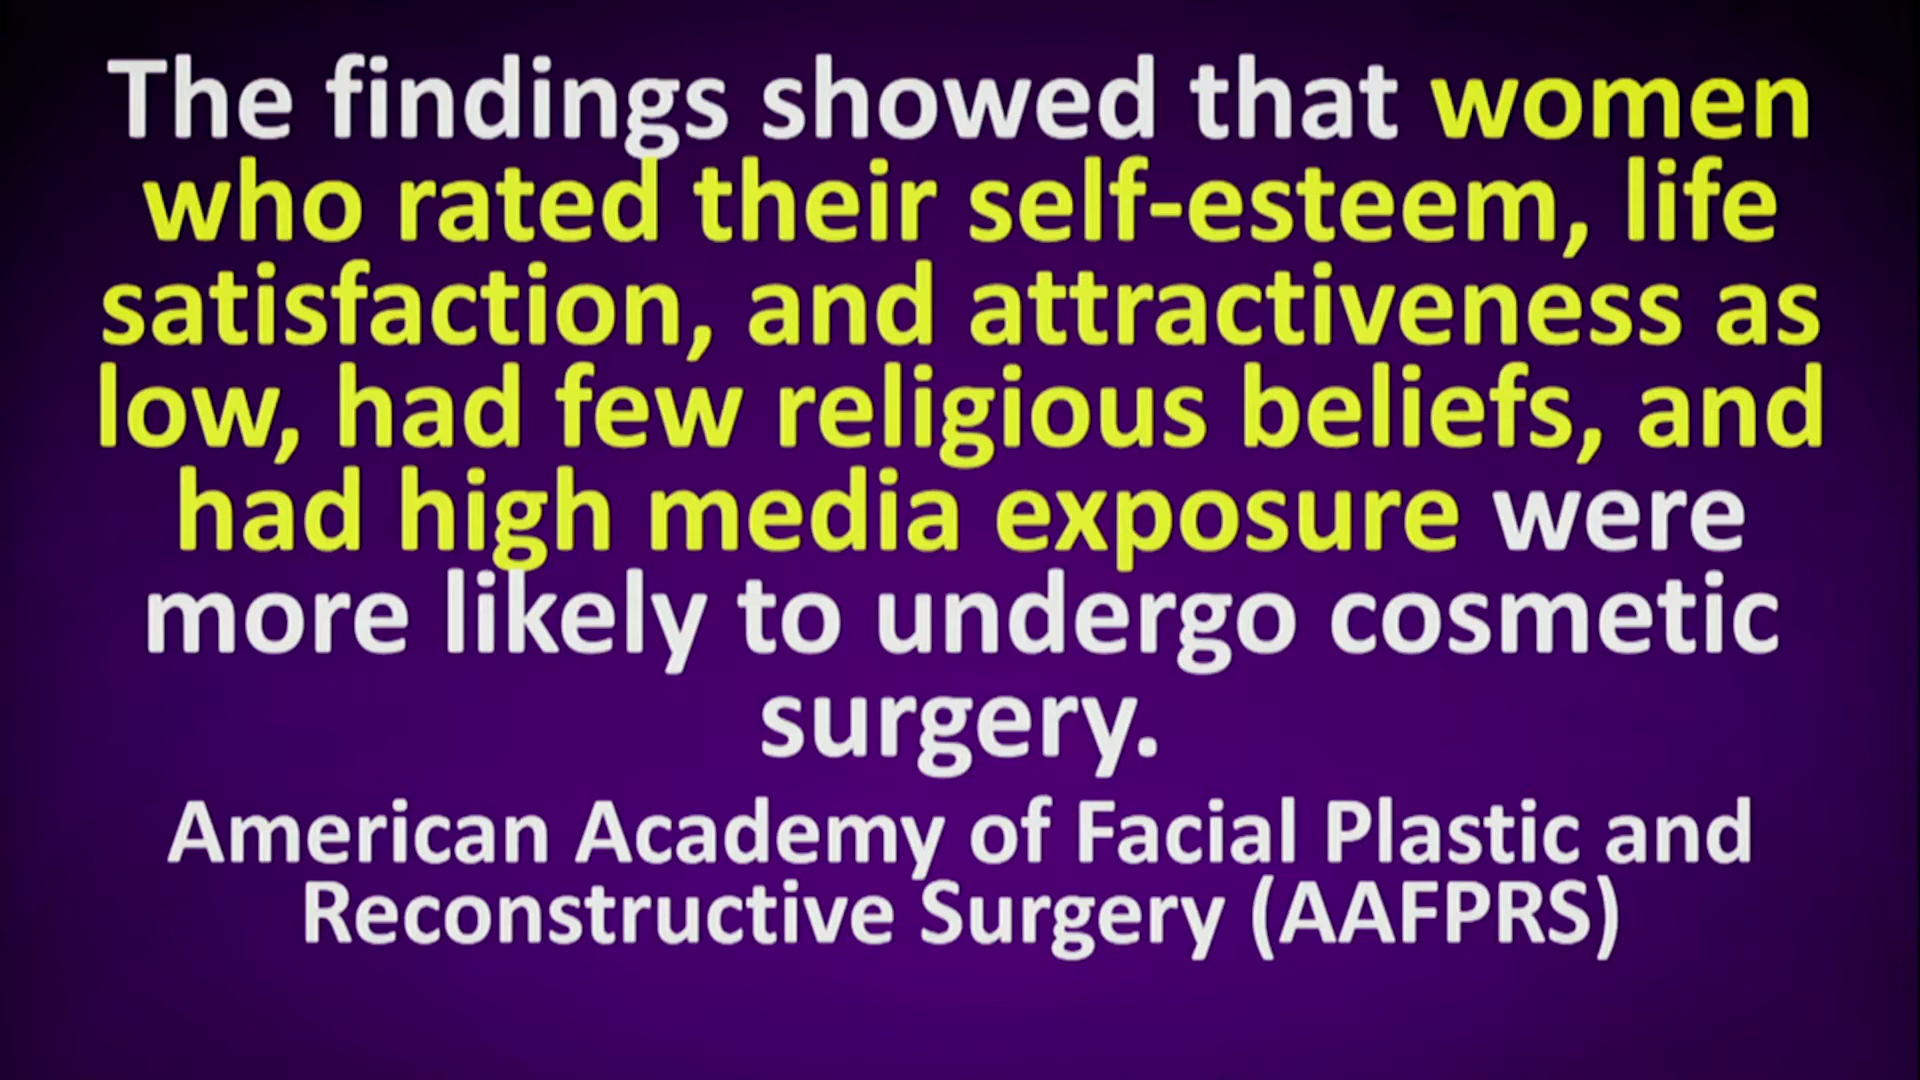 The findings showed that women
who rated their self-esteem, life
satisfaction, and attractiveness as
low, had few religious beliefs, and
had high media exposure were
more likely to undergo cosmetic
surgery.
American Academy of Facial Plastic and
Reconstructive Surgery (AAFPRS)